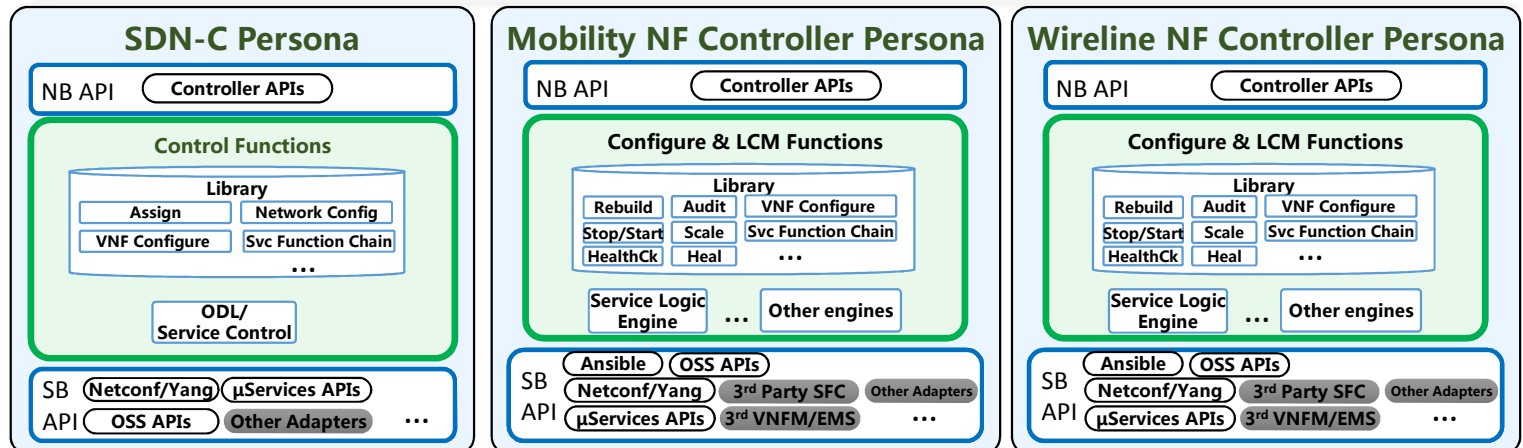 SDN-C Persona
NB API
Controller APIs
Control Functions
Library
Assign
Network Config
VNF Configure
Svc Function Chain
...
ODL/
Service Control
SB
API
Netconf/Yang
μServices APIs
OSS APIs
Other Adapters
...
Mobility NF Controller Persona
NB API
Controller APIs
Configure & LCM Functions
Library
Rebuild
Audit
VNF Configure
Stop/Start
Scale
Svc Function Chain
HealthCk
Heal
...
Service Logic
Engine
...
Other engines
SB
API
Ansible
OSS APIs
Netconf/Yang
3rd Party SFC
Other Adapters
μServices APIs
3rd VNFM/EMS
...
Wireline NF Controller Persona
NB API
Controller APIs
Configure & LCM Functions
Library
Rebuild
Audit
VNF Configure
Stop/Start
Scale
Svc Function Chain
HealthCk
Heal
...
Service Logic
Engine
...
Other engines
SB
API
Ansible
OSS APIs
Netconf/Yang
3rd Party SFC
Other Adapters
μServices APIs
3rd VNFM/EMS
...